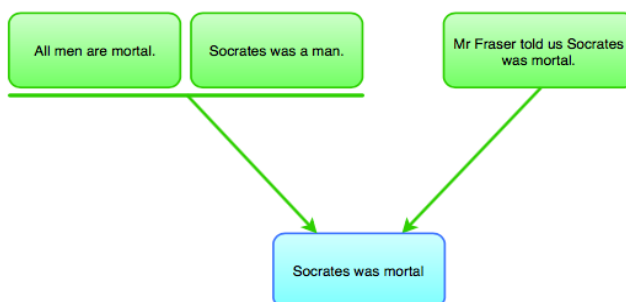 All men are mortal.
Socrates was a man.
Mr Fraser told us Socrates
was mortal.
Socrates was mortal